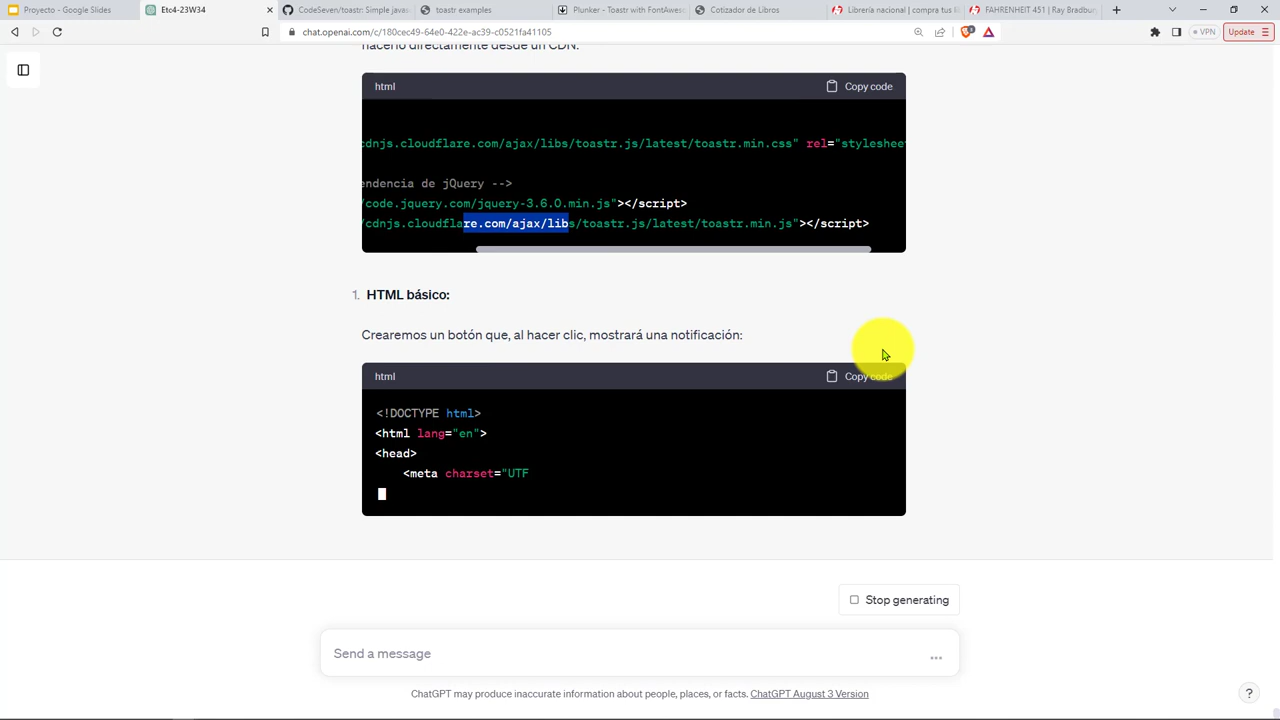 Proyecto - Google Slides
Etc4-23W34
CodeSeven/toastr: Simple javas
toastr examples
Plunker - Toastr with FontAwes
Cotizador de Libros
Librería nacional | compra tus l
FAHRENHEIT 451 | Ray Bradbury
chat.openai.com/c/180cec49-64e0-422e-ac39-c0521fa41105
VPN
Update
hacerlo directamente desde un CDN.
html
Copy code
cdnjs.cloudflare.com/ajax/libs/toastr.js/latest/toastr.min.css" rel="styleshee
endencia de jQuery -->
/code.jquery.com/jquery-3.6.0.min.js"></script>
/cdnjs.cloudflare.com/ajax/libs/toastr.js/latest/toastr.min.js"></script>
1. HTML básico:
Crearemos un botón que, al hacer clic, mostrará una notificación:
html
Copy code
<!DOCTYPE html>
<html lang="en">
<head>
<meta charset="UTF
Stop generating
Send a message
ChatGPT may produce inaccurate information about people, places, or facts. ChatGPT August 3 Version
?